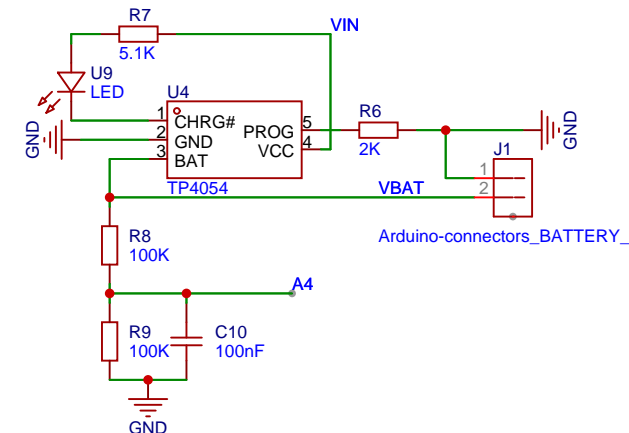 R7
VIN
5.1K
U9
LED
U4
1
CHRG#
2
GND
3
BAT
PROG
5
VCC
4
TP4054
R6
2K
GND
GND
J1
1
2
VBAT
Arduino-connectors_BATTERY_
R8
100K
A4
R9
100K
C10
100nF
GND